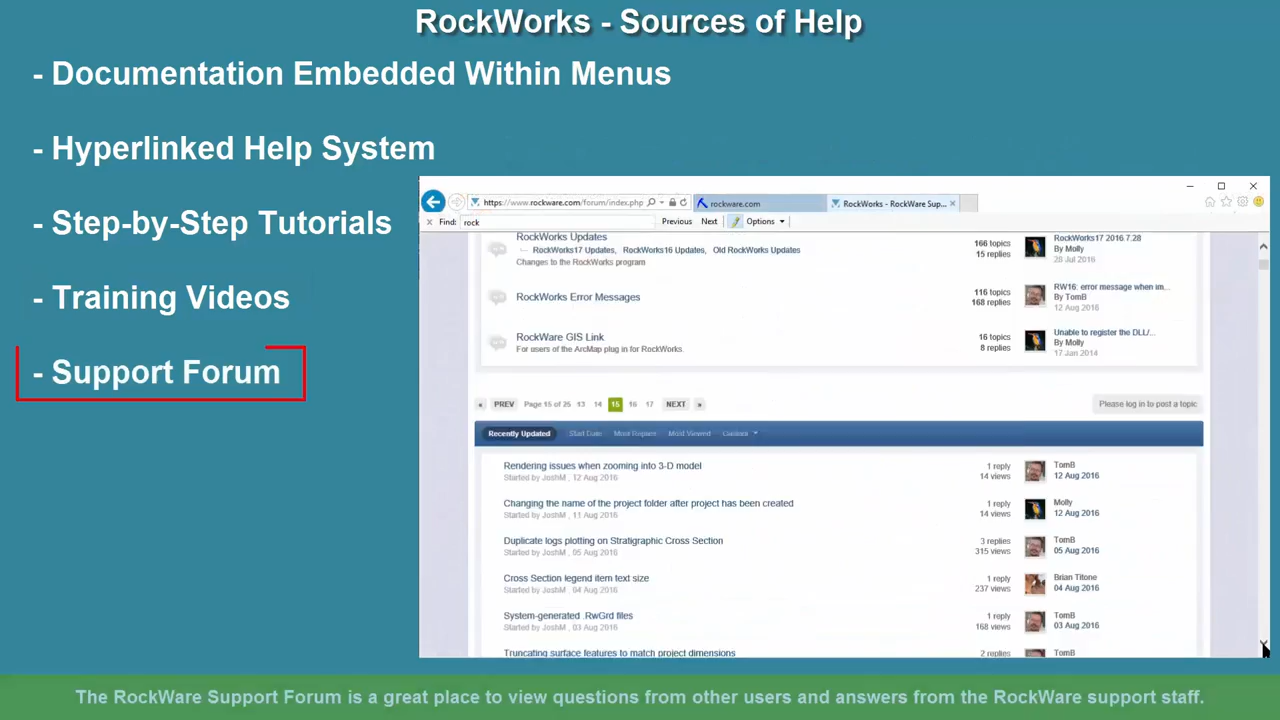 RockWorks - Sources of Help
- Documentation Embedded Within Menus
- Hyperlinked Help System
- Step-by-Step Tutorials
- Training Videos
- Support Forum
https://www.rockware.com/forum/index.php
rockware.com
RockWorks - RockWare Sup...
Find: rock
Previous Next Options
RockWorks Updates
RockWorks17 Updates, RockWorks16 Updates, Old RockWorks Updates
Changes to the RockWorks program
166 topics
15 replies
RockWorks17 2016.7.28
By Molly
28 Jul 2016
RockWorks Error Messages
116 topics
168 replies
RW16: error message when im...
By TomB
12 Aug 2016
RockWare GIS Link
For users of the ArcMap plug in for RockWorks.
16 topics
8 replies
Unable to register the DLL/...
By Molly
17 Jan 2014
« PREV Page 15 of 25 13 14 15 16 17 NEXT »
Please log in to post a topic
Recently Updated Start Date Most Replies Most Viewed Custom
Rendering issues when zooming into 3-D model
Started by JoshM , 12 Aug 2016
1 reply
14 views
TomB
12 Aug 2016
Changing the name of the project folder after project has been created
Started by JoshM , 11 Aug 2016
1 reply
14 views
Molly
12 Aug 2016
Duplicate logs plotting on Stratigraphic Cross Section
Started by JoshM , 05 Aug 2016
3 replies
315 views
TomB
05 Aug 2016
Cross Section legend item text size
Started by JoshM , 04 Aug 2016
1 reply
237 views
Brian Titone
04 Aug 2016
System-generated .RwGrd files
Started by JoshM , 03 Aug 2016
1 reply
168 views
TomB
03 Aug 2016
Truncating surface features to match project dimensions
2 replies
TomB
The RockWare Support Forum is a great place to view questions from other users and answers from the RockWare support staff.